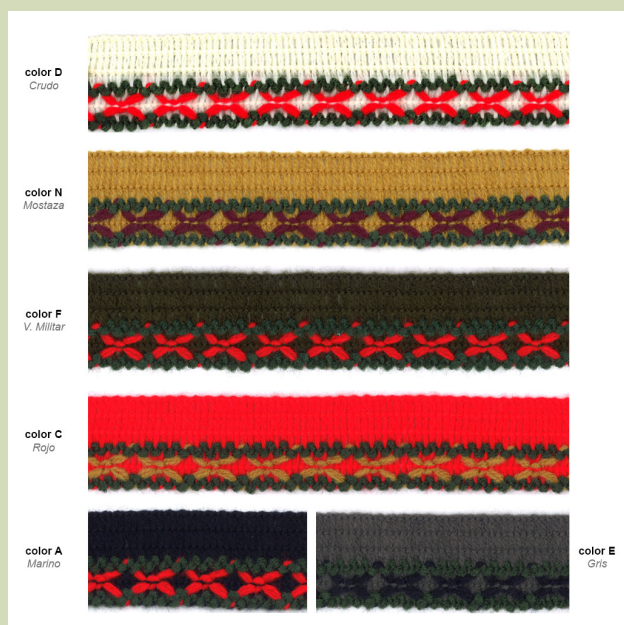 color D
Crudo
color N
Mostaza
color F
V. Militar
color C
Rojo
color A
Marino
color E
Gris